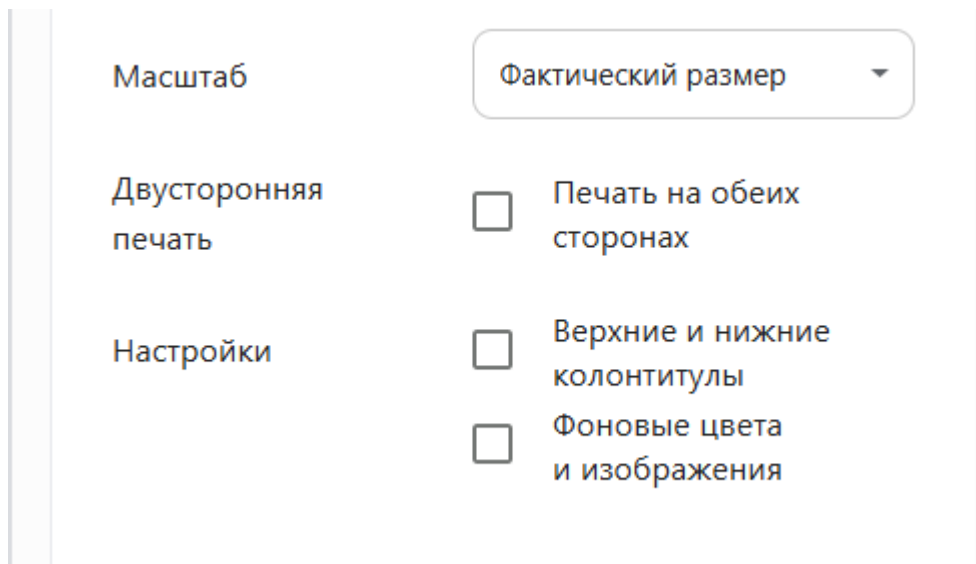 Масштаб
Фактический размер
Двусторонняя
печать
Печать на обеих
сторонах
Настройки
Верхние и нижние
колонтитулы
Фоновые цвета
и изображения